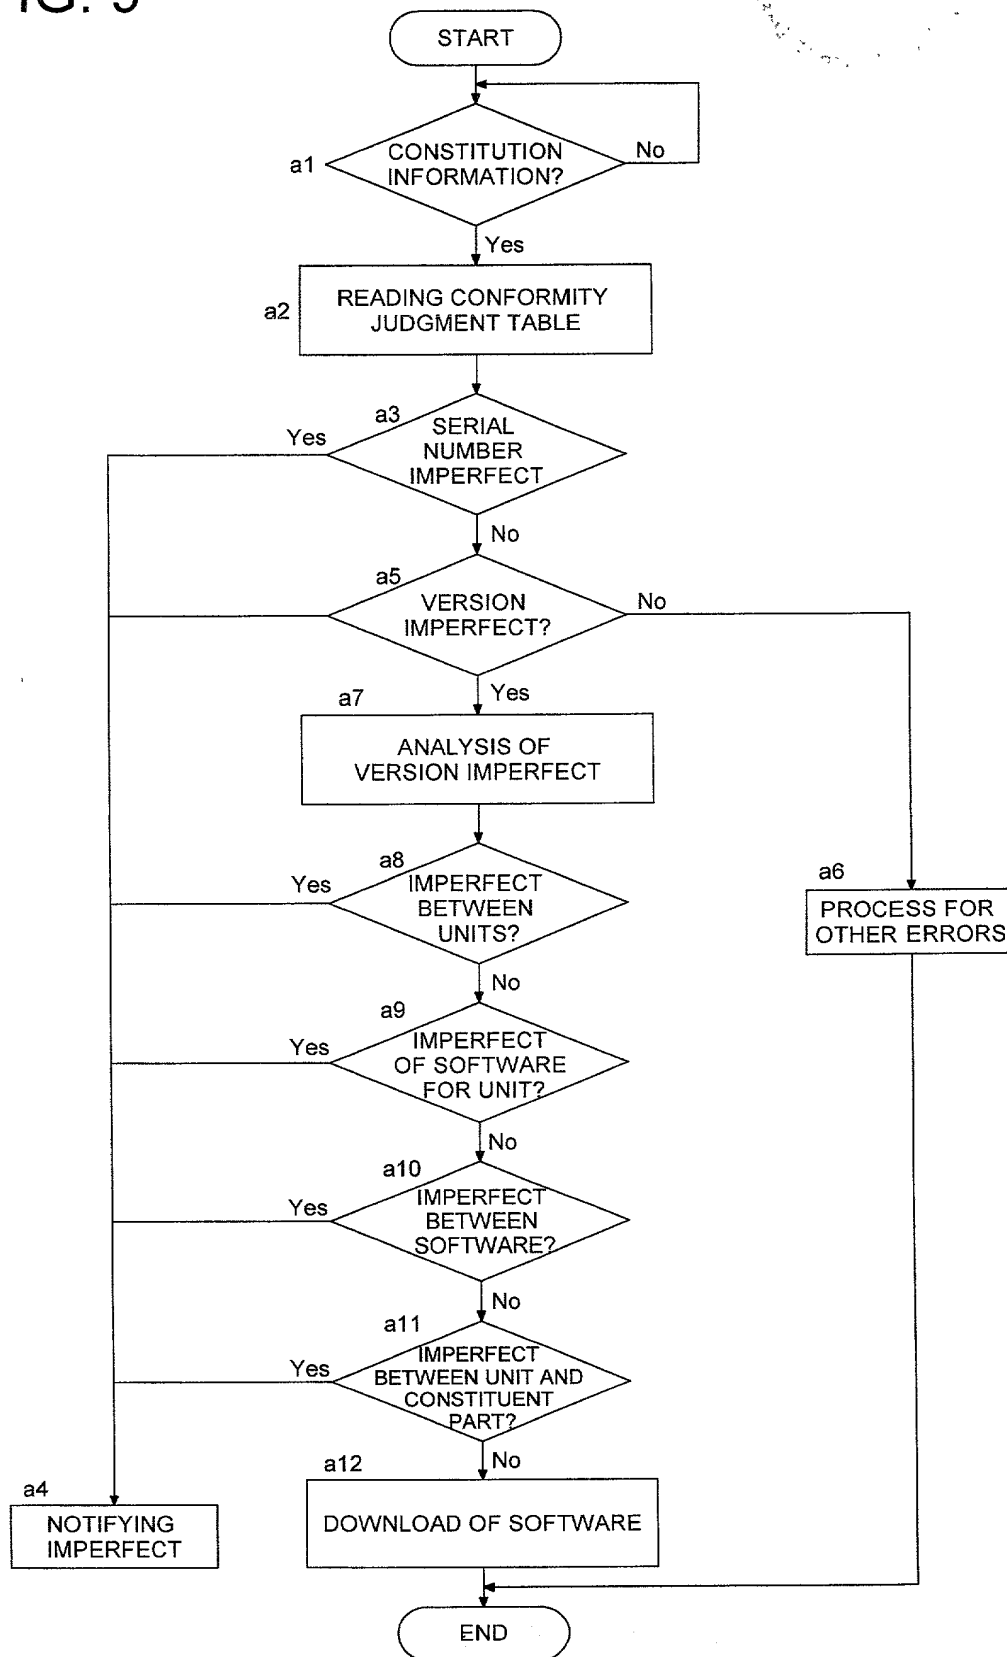 START
CONSTITUTION
INFORMATION?
a1
No
Yes
a2
READING CONFORMITY
JUDGMENT TABLE
a3
Yes
SERIAL
NUMBER
IMPERFECT
No
a5
VERSION
IMPERFECT?
No
Yes
a7
ANALYSIS OF
VERSION IMPERFECT
a8
Yes
IMPERFECT
BETWEEN
UNITS?
a6
PROCESS FOR
OTHER ERRORS
No
a9
Yes
IMPERFECT
OF SOFTWARE
FOR UNIT?
No
a10
Yes
IMPERFECT
BETWEEN
SOFTWARE?
No
a11
Yes
IMPERFECT
BETWEEN UNIT AND
CONSTITUENT
PART?
No
a12
DOWNLOAD OF SOFTWARE
a4
NOTIFYING
IMPERFECT
END